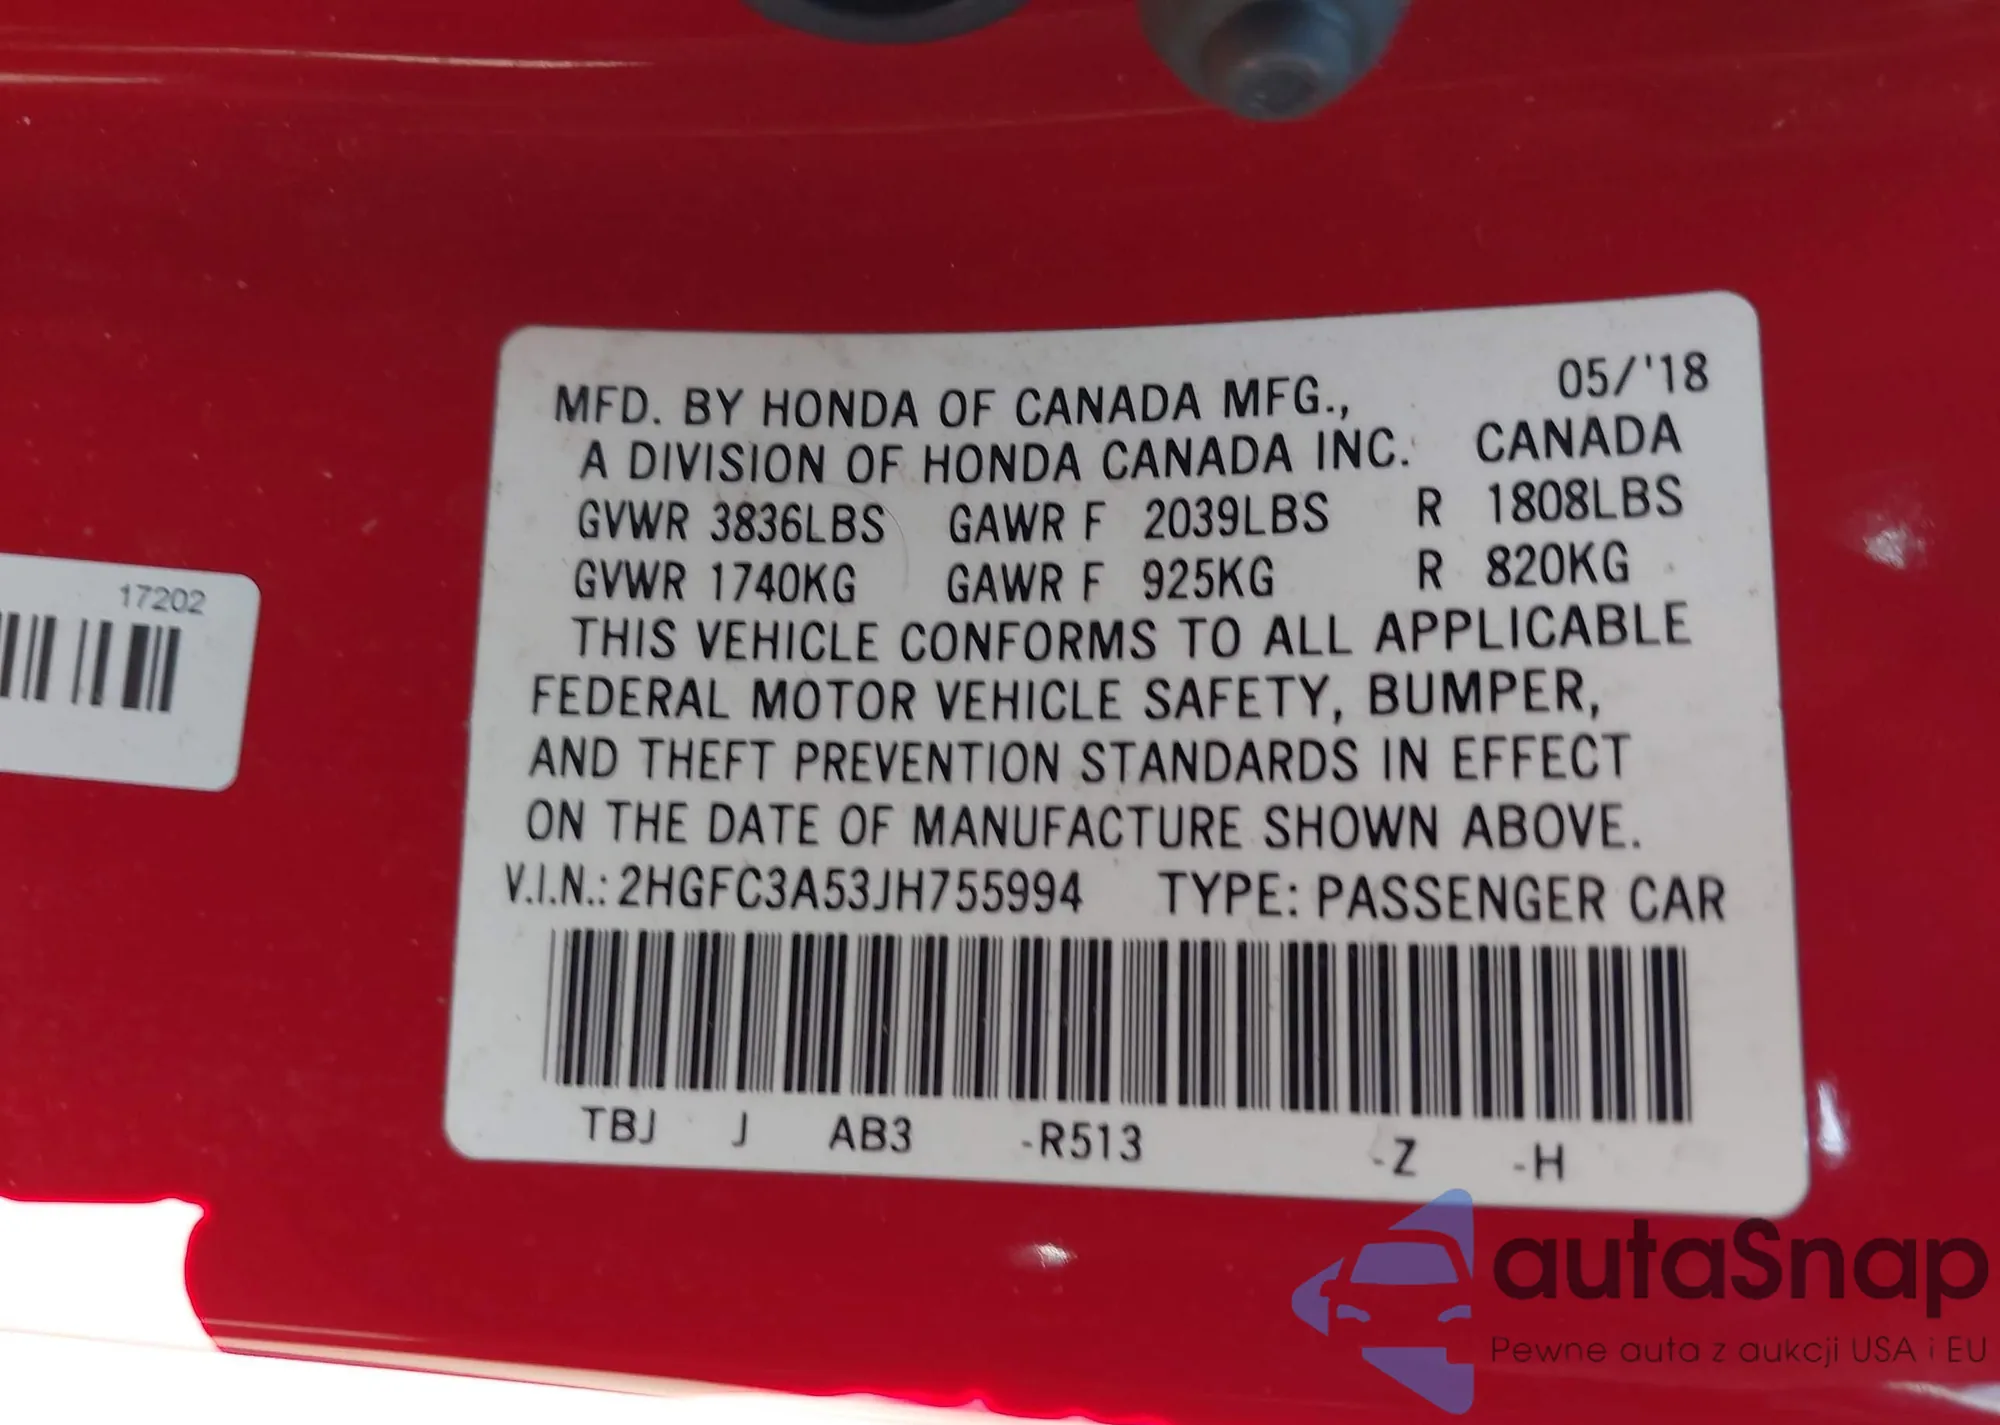 17202
MFD. BY HONDA OF CANADA MFG., 05/'18
A DIVISION OF HONDA CANADA INC. CANADA
GVWR 3836LBS GAWR F 2039LBS R 1808LBS
GVWR 1740KG GAWR F 925KG R 820KG
THIS VEHICLE CONFORMS TO ALL APPLICABLE
FEDERAL MOTOR VEHICLE SAFETY, BUMPER,
AND THEFT PREVENTION STANDARDS IN EFFECT
ON THE DATE OF MANUFACTURE SHOWN ABOVE.
V.I.N.: 2HGFC3A53JH755994 TYPE: PASSENGER CAR
TBJ J AB3 -R513 -Z -H
autaSnap
Pewne auta z aukcji USA i EU